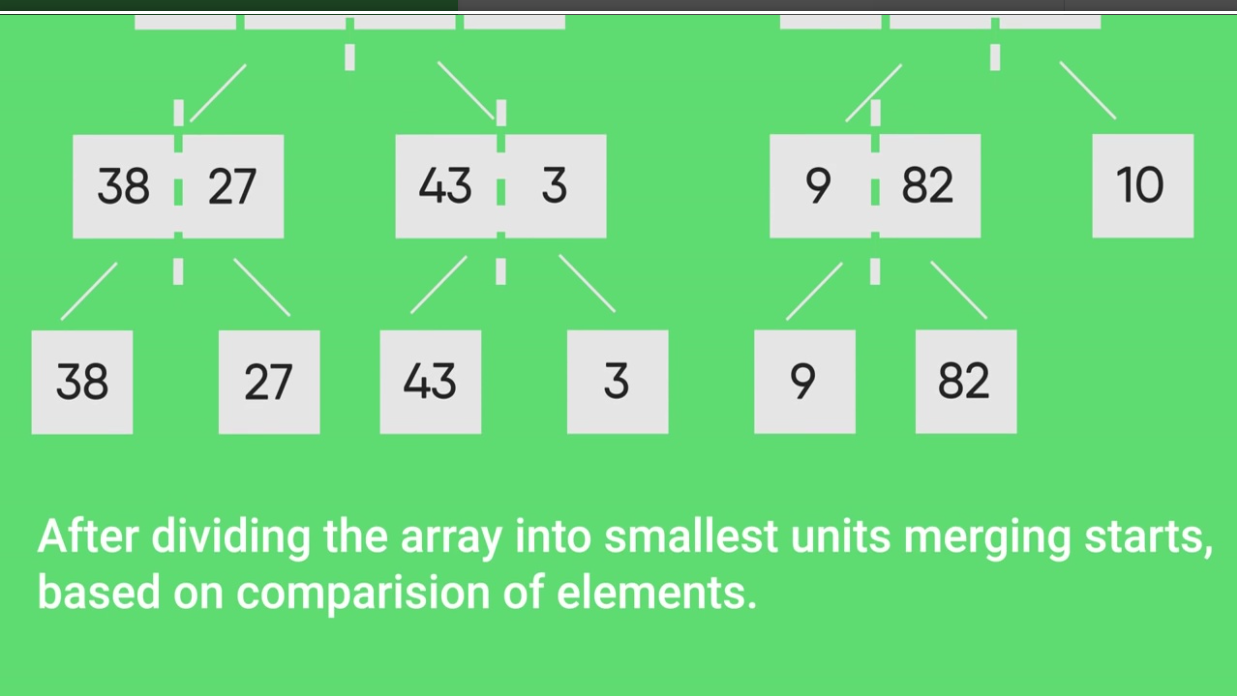 38 27 43 3 9 82 10
38 27 43 3 9 82
After dividing the array into smallest units merging starts,
based on comparision of elements.